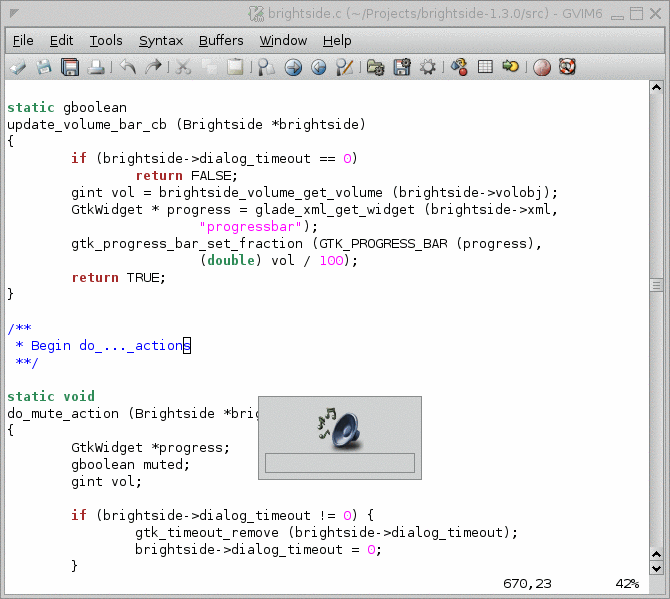 brightside.c (~/Projects/brightside-1.3.0/src) - GVIM6
File Edit Tools Syntax Buffers Window Help
static gboolean
update_volume_bar_cb (Brightside *brightside)
{
        if (brightside->dialog_timeout == 0)
                return FALSE;
        gint vol = brightside_volume_get_volume (brightside->volobj);
        GtkWidget * progress = glade_xml_get_widget (brightside->xml,
                        "progressbar");
        gtk_progress_bar_set_fraction (GTK_PROGRESS_BAR (progress),
                        (double) vol / 100);
        return TRUE;
}
/**
 * Begin do_..._actions
 **/
static void
do_mute_action (Brightside *brig
{
        GtkWidget *progress;
        gboolean muted;
        gint vol;
        if (brightside->dialog_timeout != 0) {
                gtk_timeout_remove (brightside->dialog_timeout);
                brightside->dialog_timeout = 0;
        }
670,23 42%